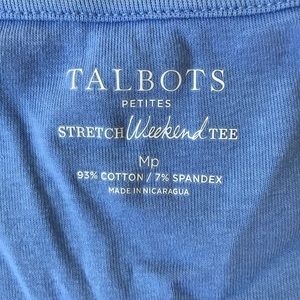 TALBOTS
PETITES
STRETCH Weekend TEE
Mp
93% COTTON / 7% SPANDEX
MADE IN NICARAGUA